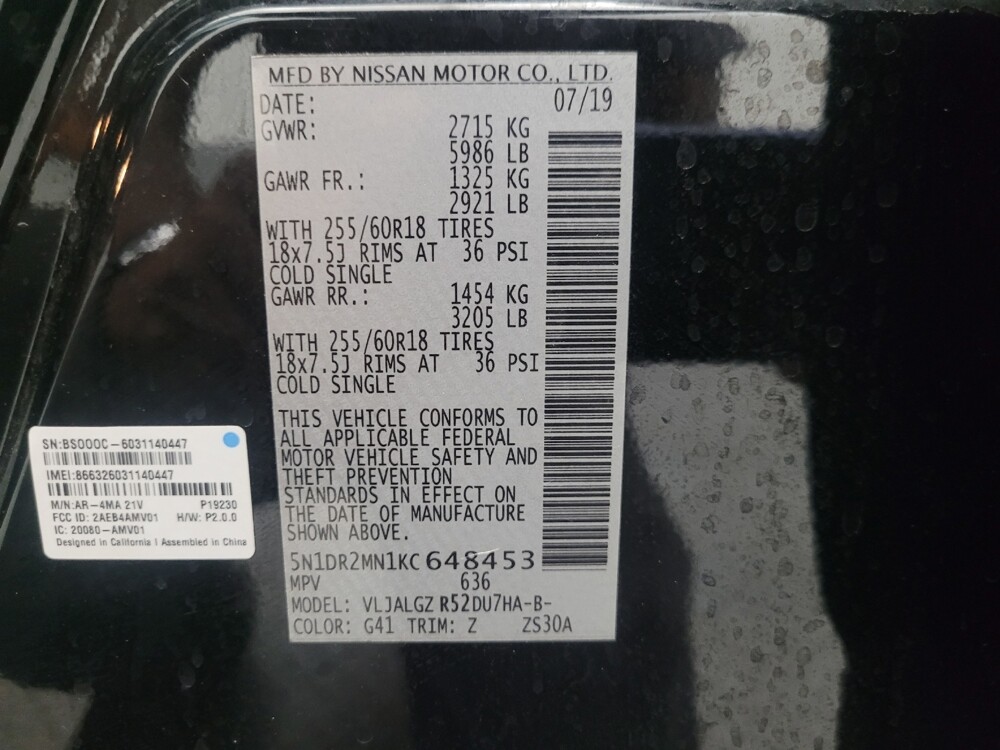 MFD BY NISSAN MOTOR CO., LTD.
DATE: 07/19
GVWR: 2715 KG
5986 LB
GAWR FR.: 1325 KG
2921 LB
WITH 255/60R18 TIRES
18x7.5J RIMS AT 36 PSI
COLD SINGLE
GAWR RR.: 1454 KG
3205 LB
WITH 255/60R18 TIRES
18x7.5J RIMS AT 36 PSI
COLD SINGLE
THIS VEHICLE CONFORMS TO
ALL APPLICABLE FEDERAL
MOTOR VEHICLE SAFETY AND
THEFT PREVENTION
STANDARDS IN EFFECT ON
THE DATE OF MANUFACTURE
SHOWN ABOVE.
5N1DR2MN1KC648453
MPV 636
MODEL: VLJALGZ R52DU7HA-B-
COLOR: G41 TRIM: Z ZS30A
SN:BSOOOC-6031140447
IMEI:866326031140447
M/N:AR-4MA 21V P19230
FCC ID: 2AEB4AMV01 H/W: P2.0.0
IC: 20080-AMV01
Designed in California | Assembled in China